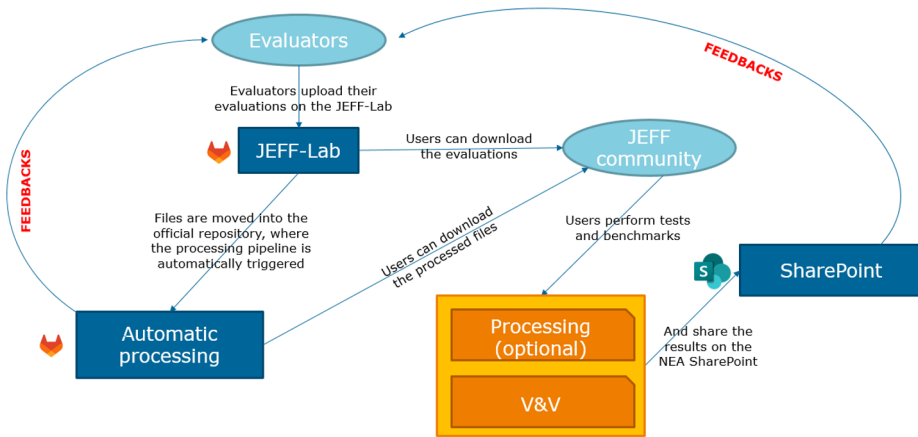 Evaluators
FEEDBACKS
Evaluators upload their
evaluations on the JEFF-Lab
JEFF-Lab
Users can download
the evaluations
JEFF
community
FEEDBACKS
Files are moved into the
official repository, where
the processing pipeline is
automatically triggered
Users can download
the processed files
Users perform tests
and benchmarks
S
SharePoint
Automatic
processing
Processing
(optional)
And share the
results on the
NEA SharePoint
V&V